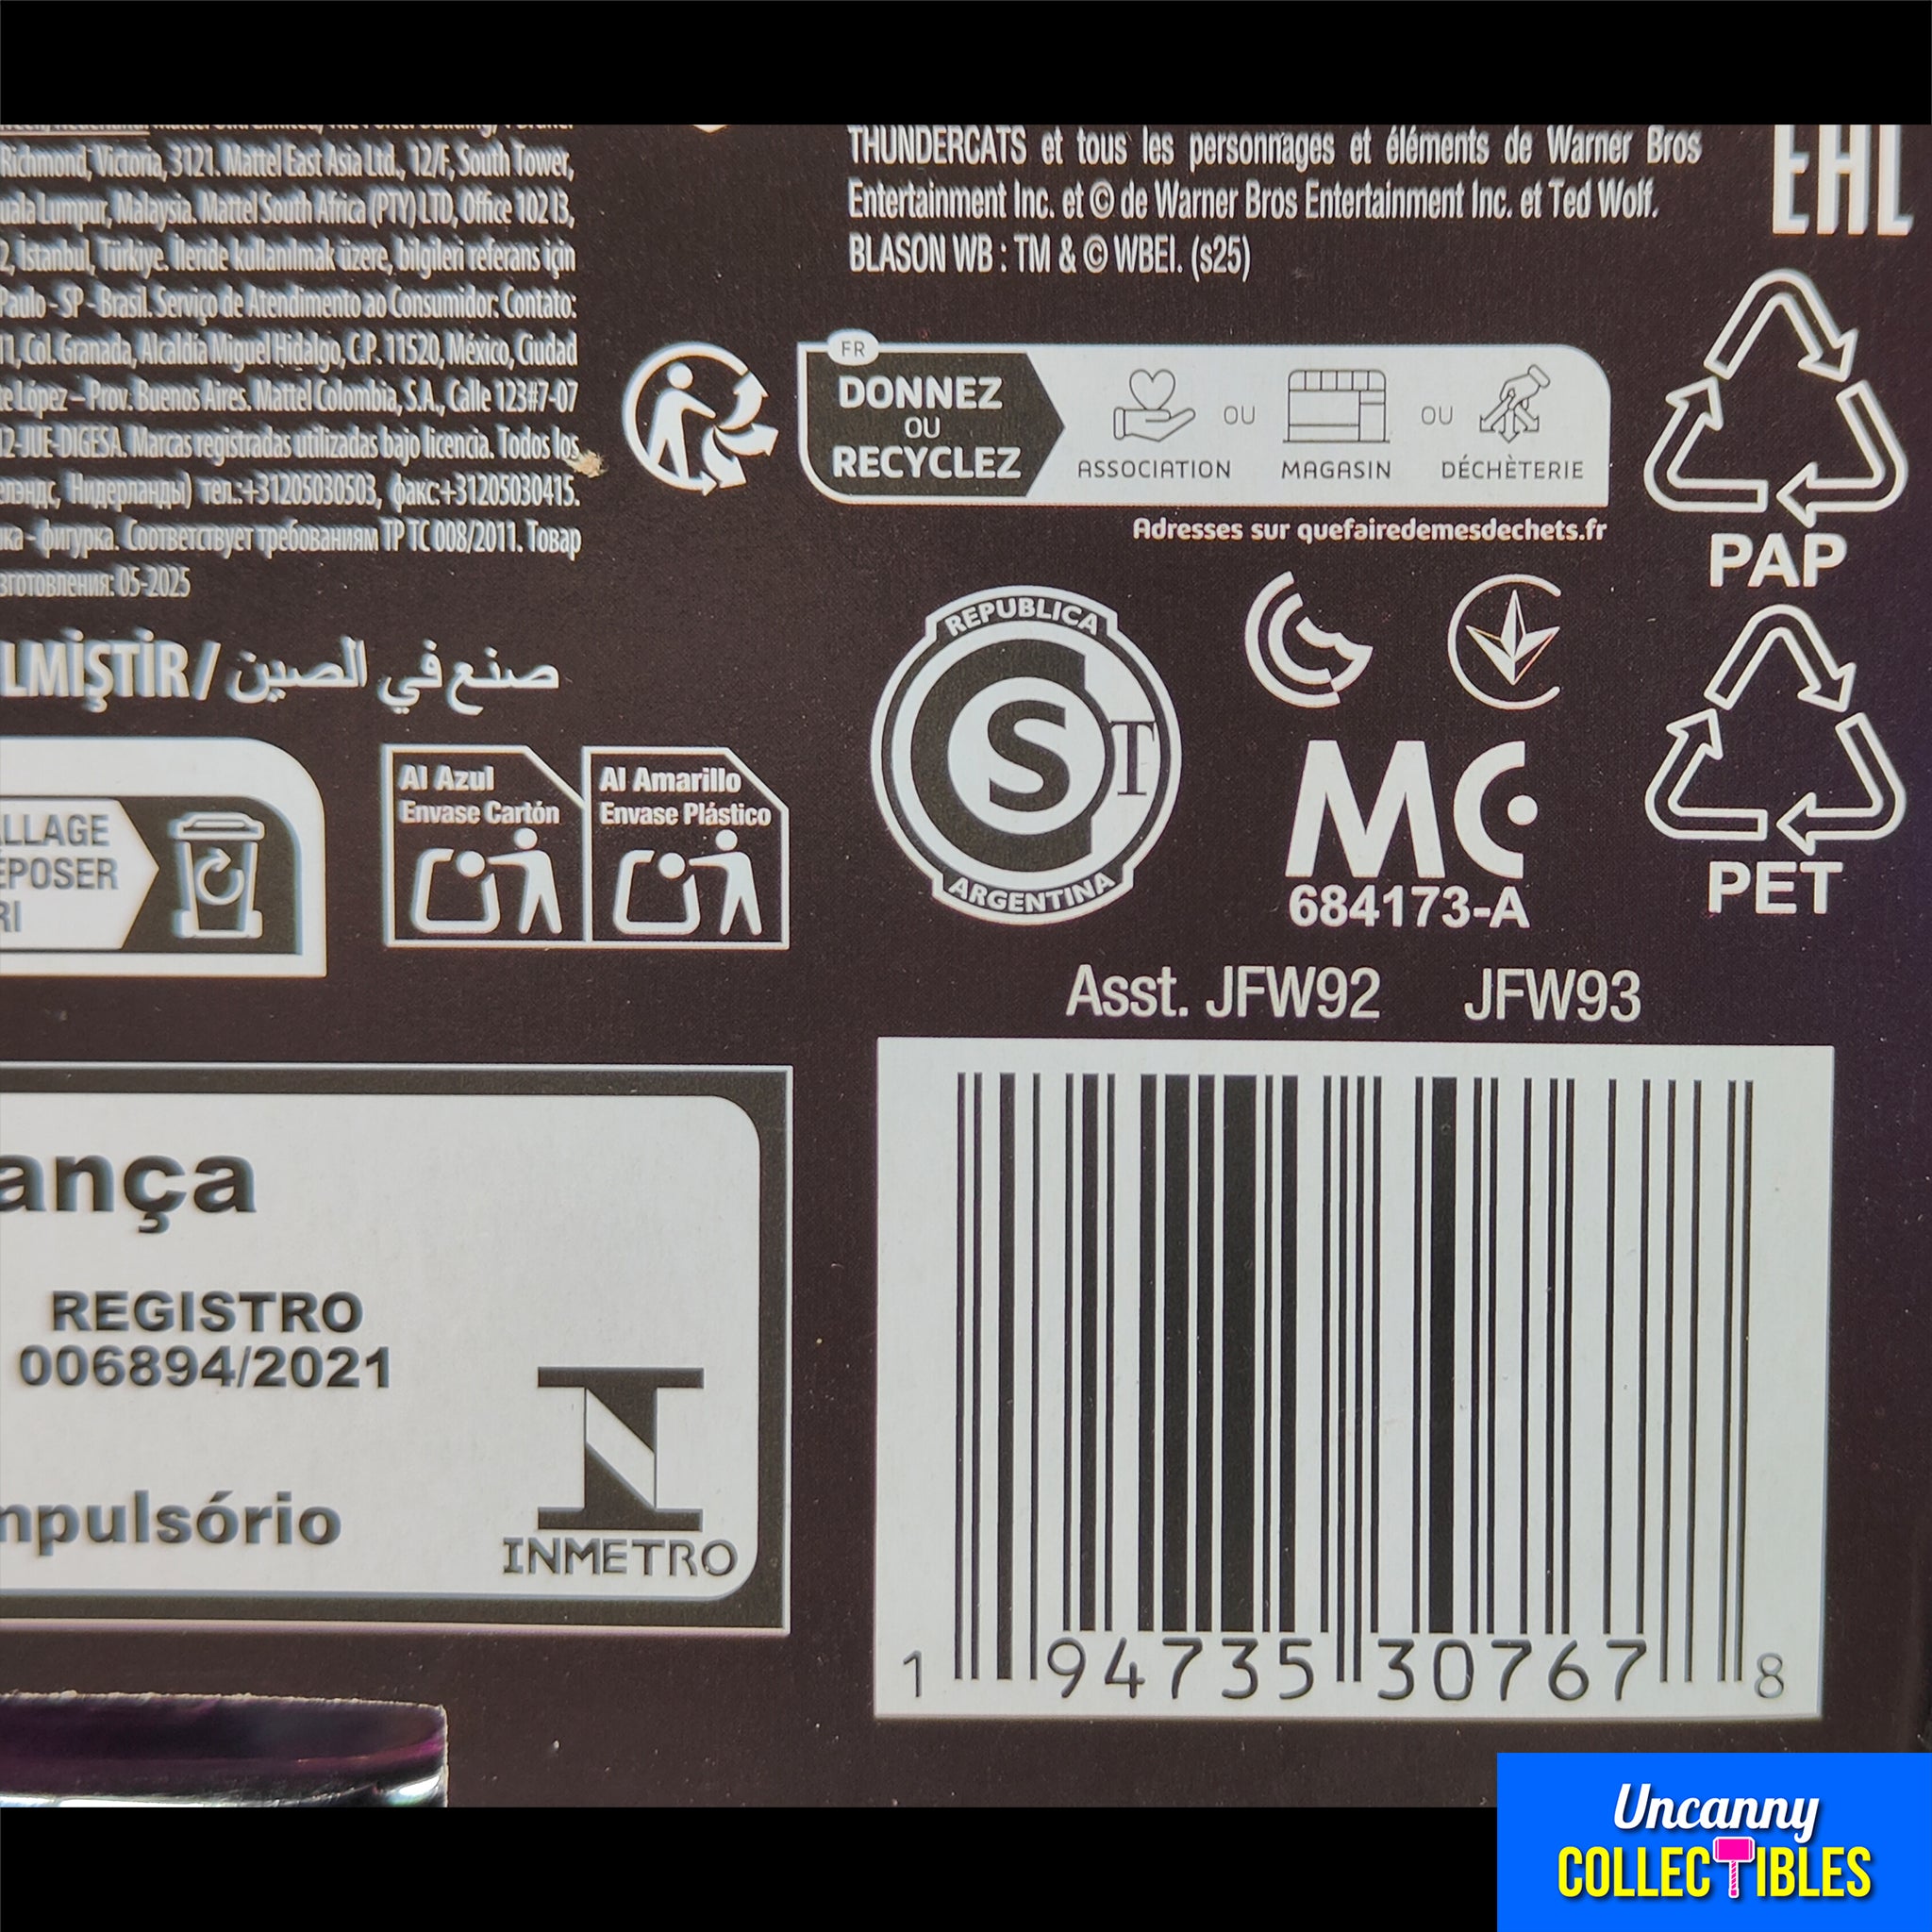 Richmond, Victoria, 3121. Mattel East Asia Ltd., 12/F, South Tower,
Lumpur, Malaysia. Mattel South Africa (PTY) LTD, Office 102 I3,
2, İstanbul, Türkiye. İleride kullanılmak üzere, bilgileri referans için
Paulo - SP - Brasil. Serviço de Atendimento ao Consumidor: Contato:
Col. Granada, Alcaldía Miguel Hidalgo, C.P. 11520, México, Ciudad
López – Prov. Buenos Aires. Mattel Colombia, S.A., Calle 123#7-07
12-JUE-DIGESA. Marcas registradas utilizadas bajo licencia. Todos los
Нидерланды) тел.:+31205030503, факс:+31205030415.
ка - фигурка. Соответствует требованиям ТР ТС 008/2011. Товар
зготовления: 05-2025
LMİŞTİR / صنع في الصين
THUNDERCATS et tous les personnages et éléments de Warner Bros
Entertainment Inc. et © de Warner Bros Entertainment Inc. et Ted Wolf.
BLASON WB : TM & © WBEI. (s25)
EAC
FR
DONNEZ
OU
RECYCLEZ
ASSOCIATION OU MAGASIN OU DÉCHÈTERIE
Adresses sur quefairedemesdechets.fr
PAP
PET
REPUBLICA
S T
ARGENTINA
MC
684173-A
LLAGE
ÉPOSER
RI
Al Azul
Envase Cartón
Al Amarillo
Envase Plástico
Asst. JFW92 JFW93
ança
REGISTRO
006894/2021
mpulsório
INMETRO
1 94735 30767 8
Uncanny
COLLECTIBLES